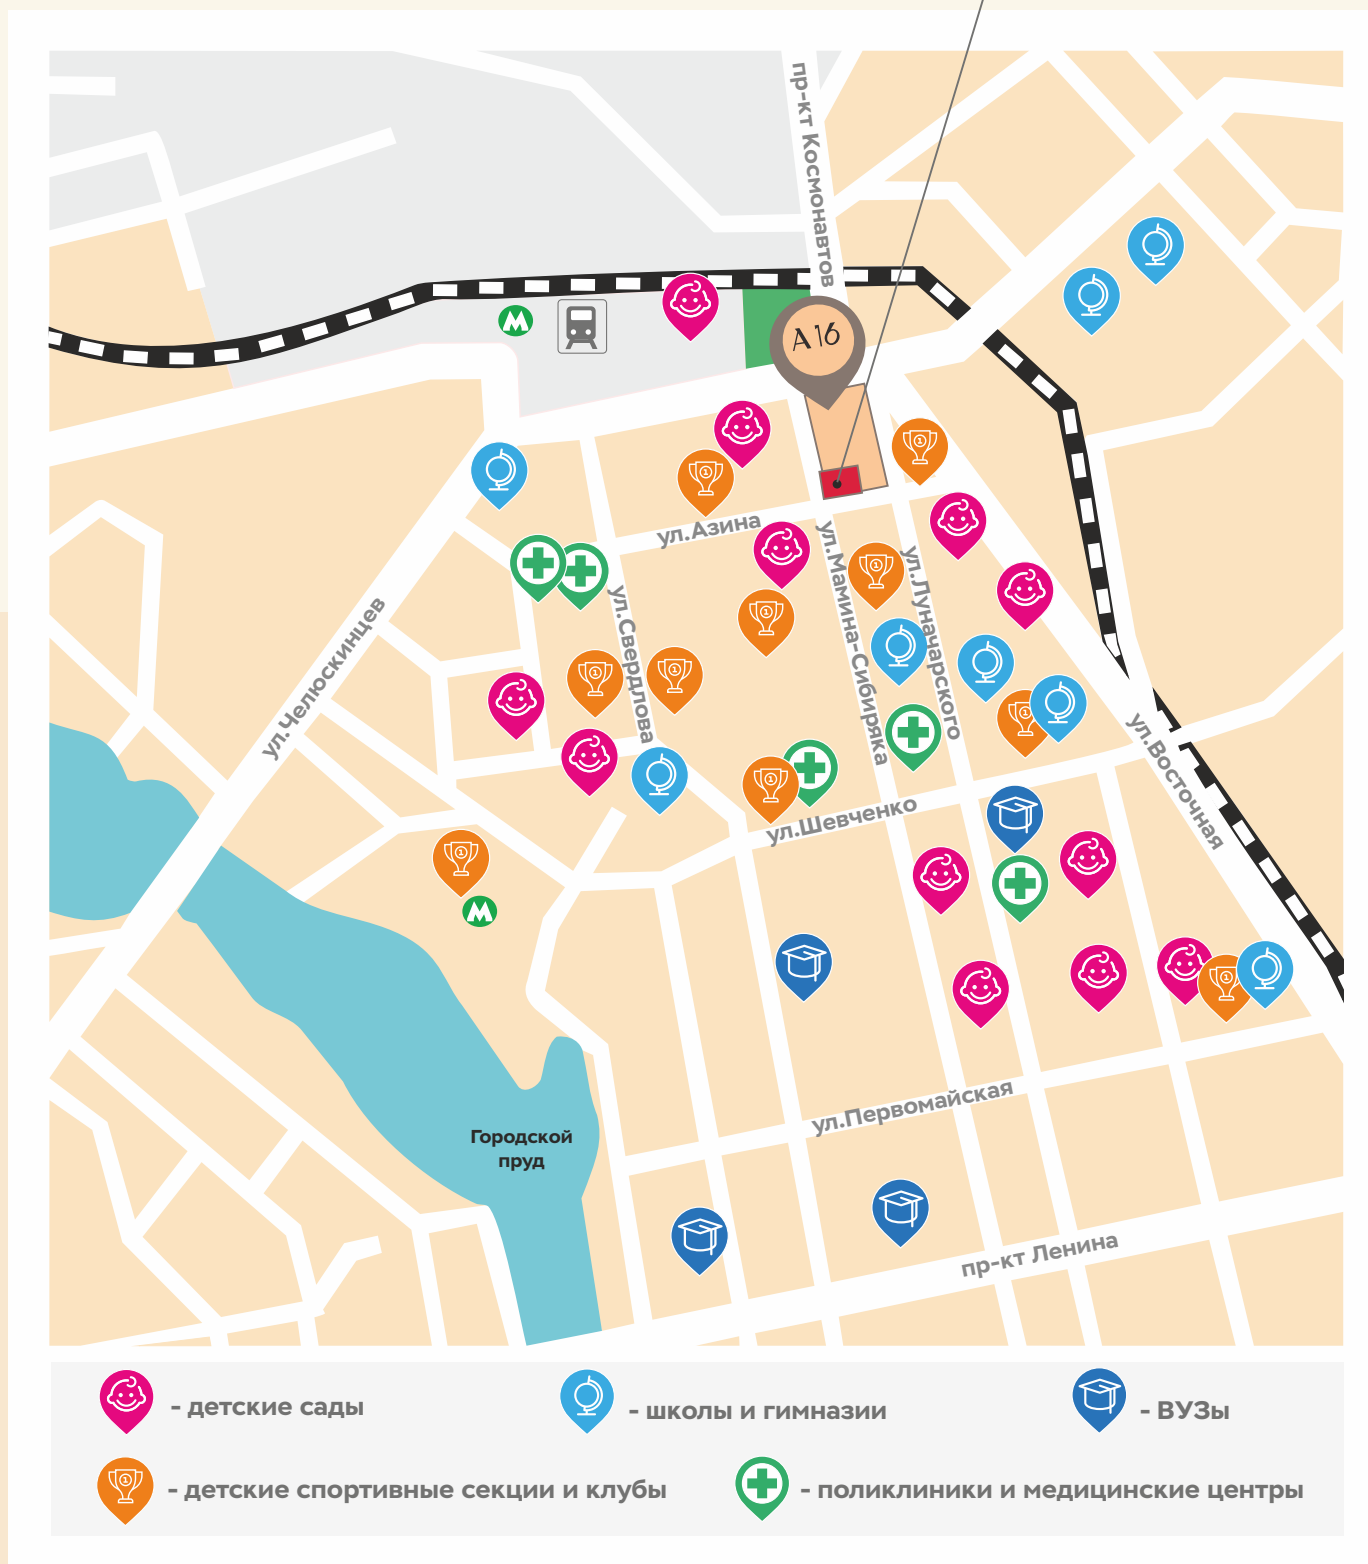 пр-кт Космонавтов
A16
ул.Азина
ул.Мамина-Сибиряка
ул.Луначарского
ул.Свердлова
ул.Челюскинцев
ул.Восточная
ул.Шевченко
ул.Первомайская
Городской
пруд
пр-кт Ленина
- детские сады
- школы и гимназии
- ВУЗы
- детские спортивные секции и клубы
- поликлиники и медицинские центры